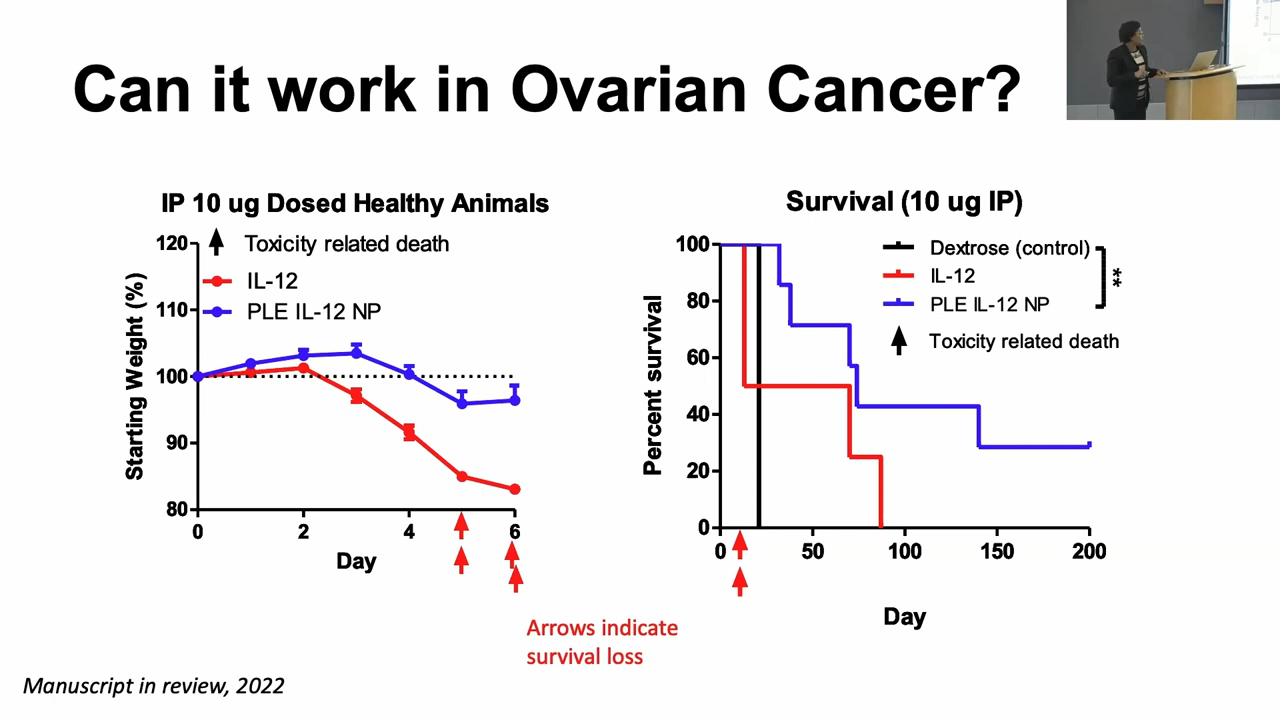 Can it work in Ovarian Cancer?
IP 10 ug Dosed Healthy Animals
Toxicity related death
IL-12
PLE IL-12 NP
Starting Weight (%)
120
110
100
90
80
0 2 4 6
Day
Arrows indicate
survival loss
Survival (10 ug IP)
Dextrose (control)
IL-12
PLE IL-12 NP
**
Toxicity related death
Percent survival
100
80
60
40
20
0
0 50 100 150 200
Day
Manuscript in review, 2022